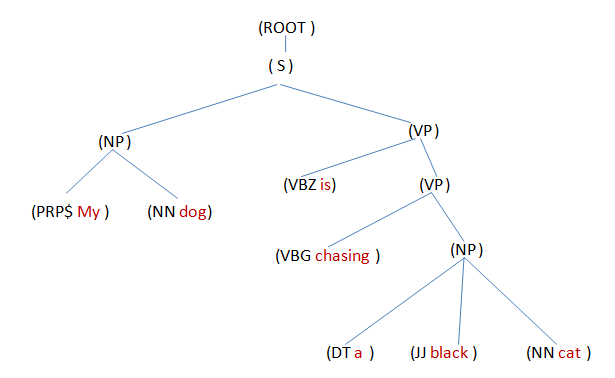 (ROOT )
( S )
(NP)
(VP)
(VBZ is)
(VP)
(PRP$ My )
(NN dog)
(VBG chasing )
(NP)
(DT a )
(JJ black )
(NN cat )